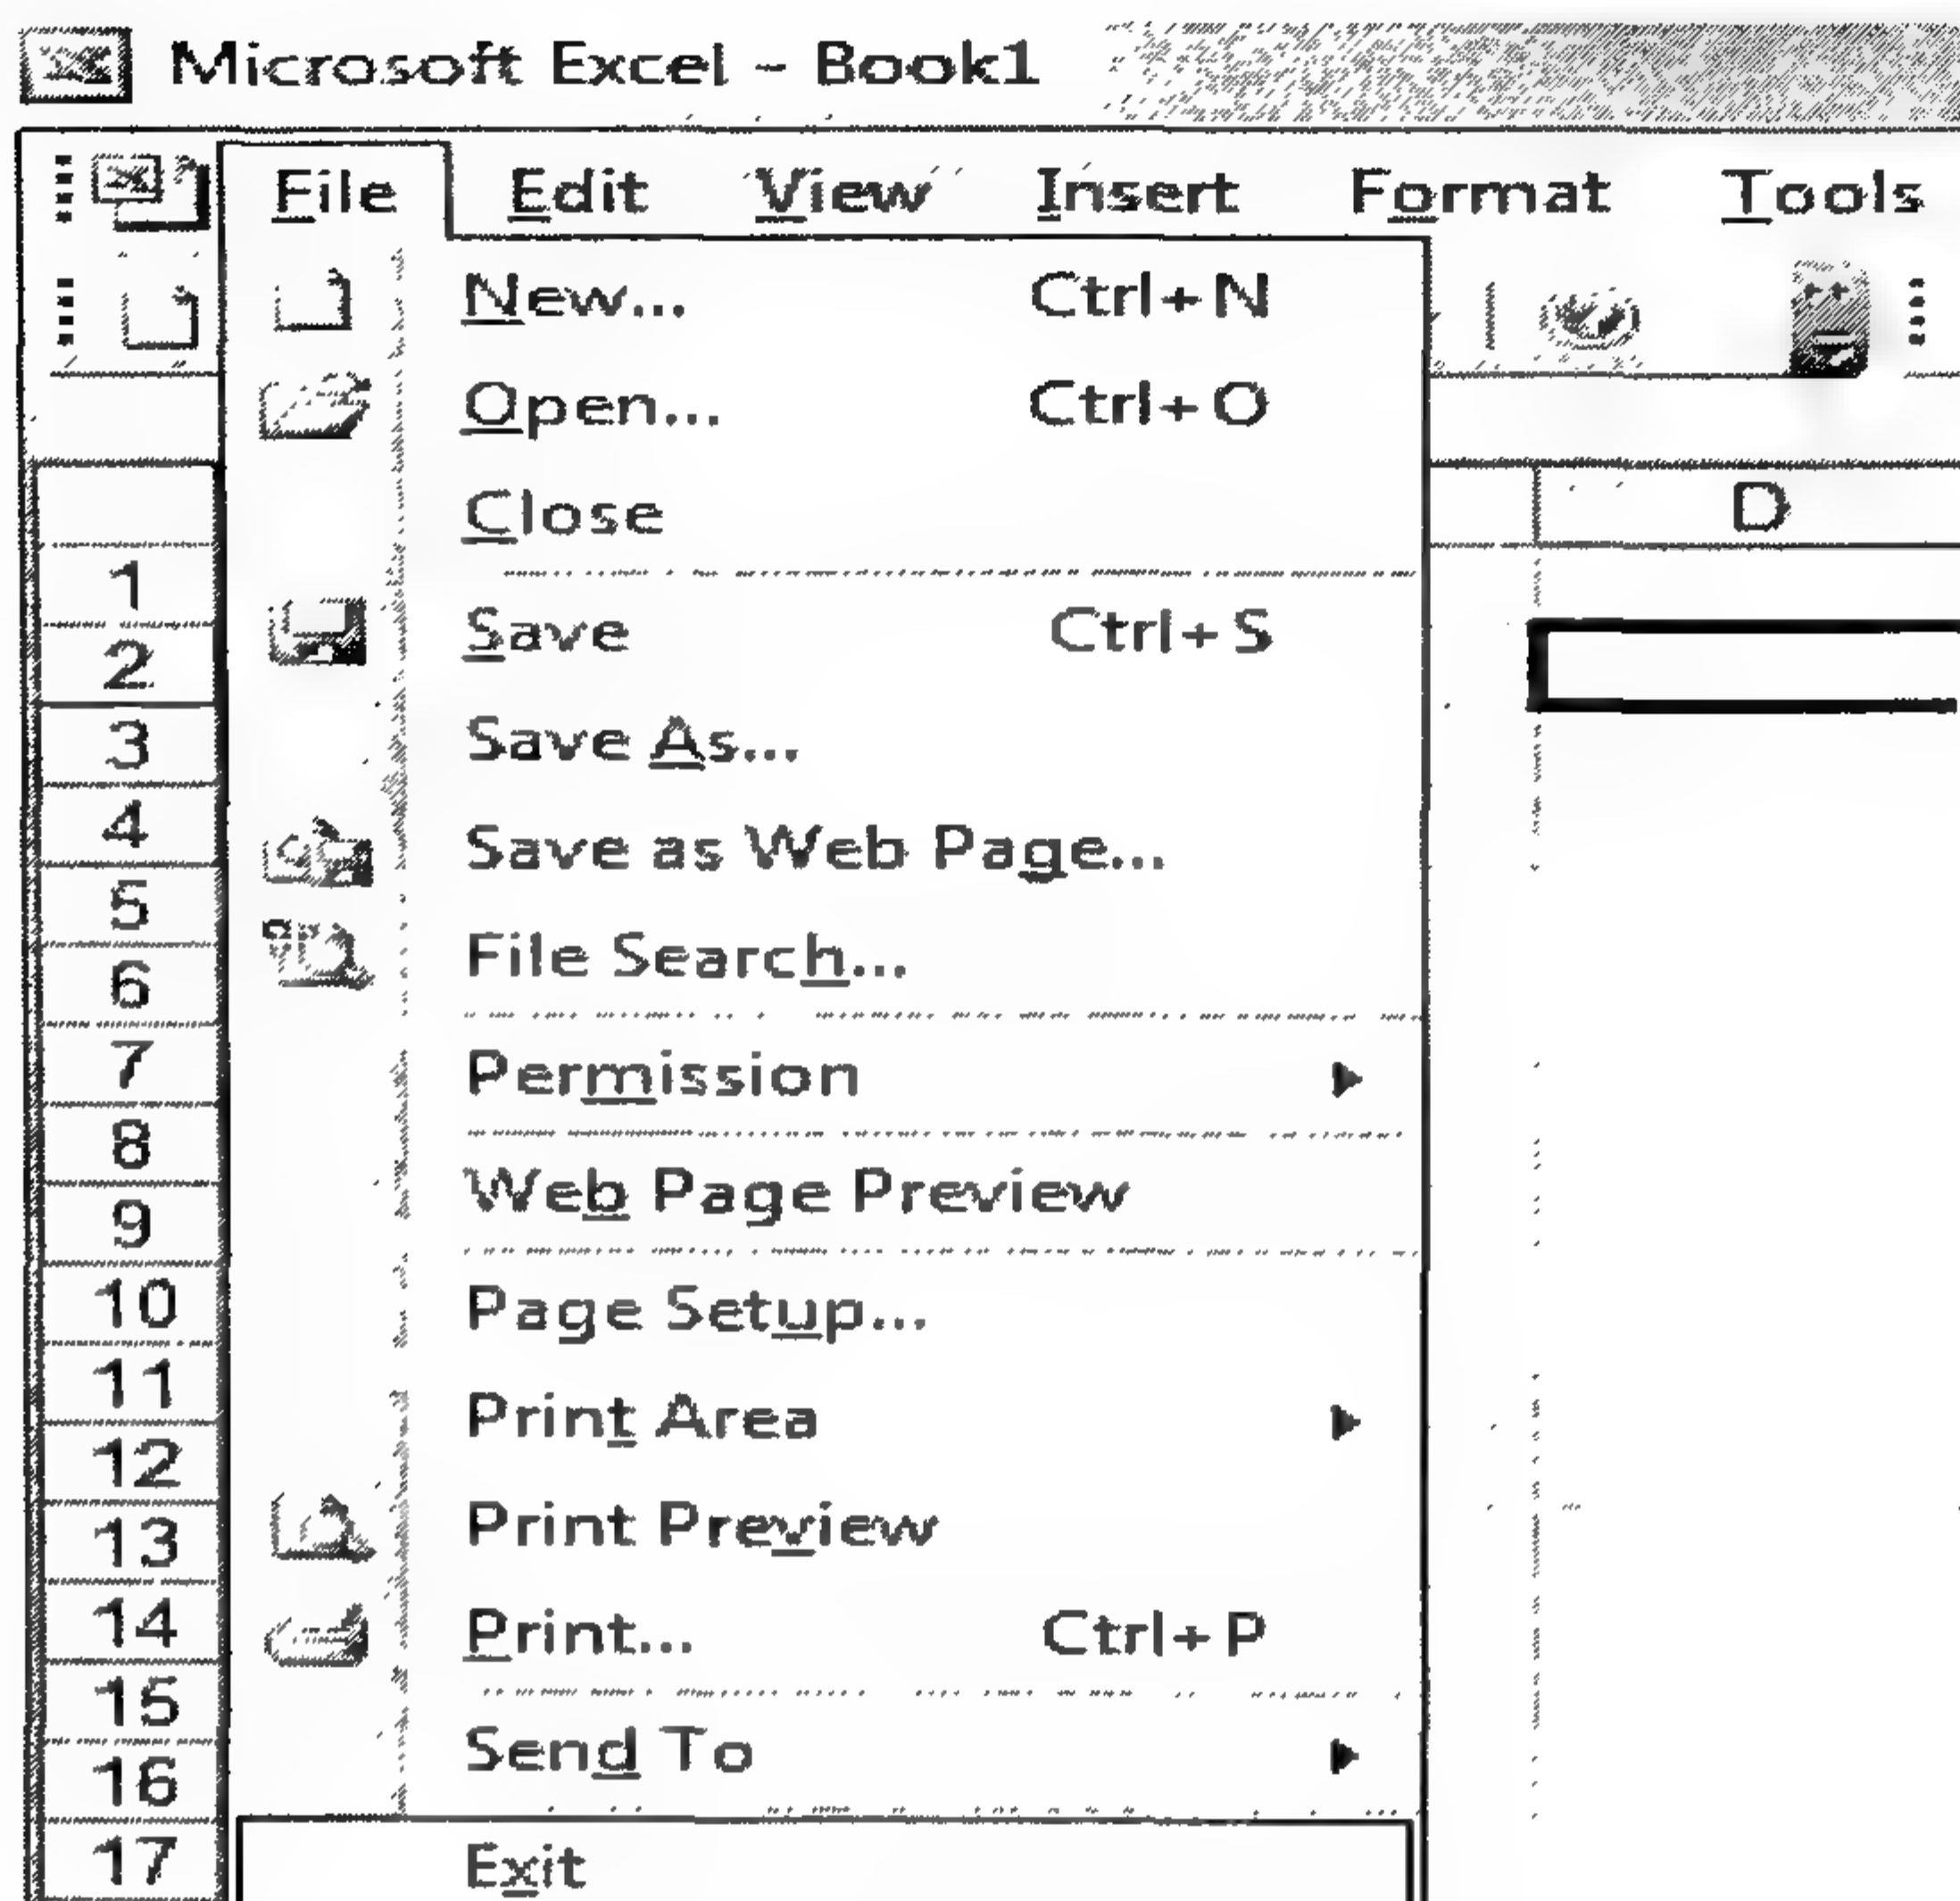 Microsoft Excel - Book1
File Edit View Insert Format Tools
New... Ctrl+N
Open... Ctrl+O
Close
D
1
Save Ctrl+S
2
Save As...
3
4
Save as Web Page...
5
File Search...
6
7
Permission
8
Web Page Preview
9
10
Page Setup...
11
Print Area
12
13
Print Preview
14
Print... Ctrl+P
15
Send To
16
17
Exit